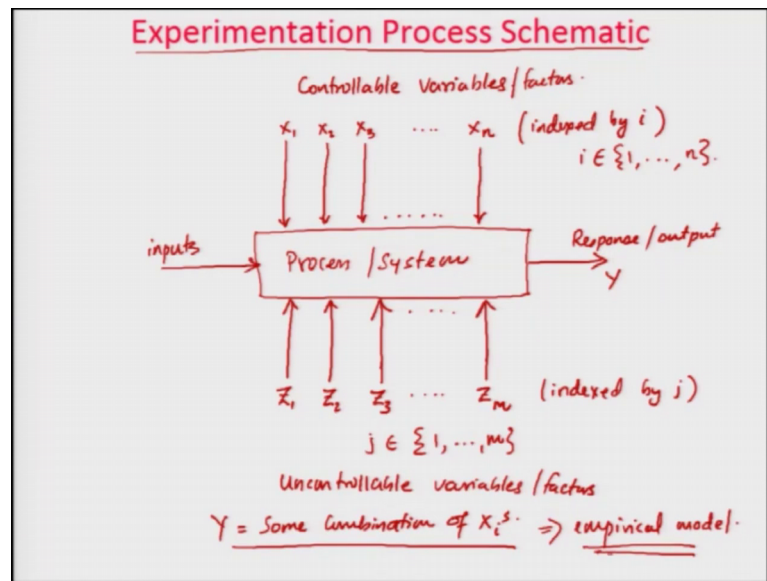 Experimentation Process Schematic
Controllable variables/factors.
x₁ x₂ x₃ .... xₙ (indexed by i)
i ∈ {1, ..., n}.
......
inputs
Process /System
Response/output
Y
.....
Z₁ Z₂ Z₃ .... Zₘ (indexed by j)
j ∈ {1, ..., m}
Uncontrollable variables/factors
Y = Some combination of xᵢˢ. ⇒ empirical model.